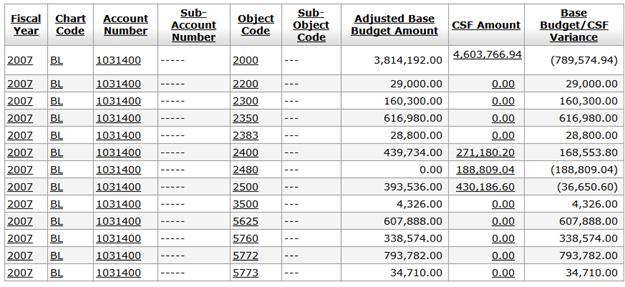 Fiscal Year Chart Code Account Number Sub-Account Number Object Code Sub-Object Code Adjusted Base Budget Amount CSF Amount Base Budget/CSF Variance
2007 BL 1031400 ----- 2000 --- 3,814,192.00 4,603,766.94 (789,574.94)
2007 BL 1031400 ----- 2200 --- 29,000.00 0.00 29,000.00
2007 BL 1031400 ----- 2300 --- 160,300.00 0.00 160,300.00
2007 BL 1031400 ----- 2350 --- 616,980.00 0.00 616,980.00
2007 BL 1031400 ----- 2383 --- 28,800.00 0.00 28,800.00
2007 BL 1031400 ----- 2400 --- 439,734.00 271,180.20 168,553.80
2007 BL 1031400 ----- 2480 --- 0.00 188,809.04 (188,809.04)
2007 BL 1031400 ----- 2500 --- 393,536.00 430,186.60 (36,650.60)
2007 BL 1031400 ----- 3500 --- 4,326.00 0.00 4,326.00
2007 BL 1031400 ----- 5625 --- 607,888.00 0.00 607,888.00
2007 BL 1031400 ----- 5760 --- 338,574.00 0.00 338,574.00
2007 BL 1031400 ----- 5772 --- 793,782.00 0.00 793,782.00
2007 BL 1031400 ----- 5773 --- 34,710.00 0.00 34,710.00